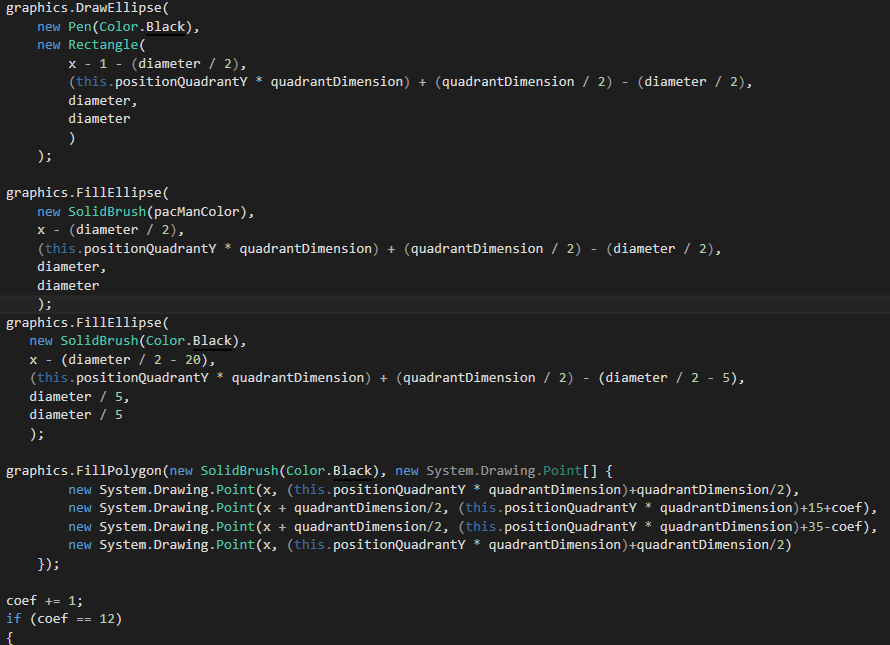 graphics.DrawEllipse(
new Pen(Color.Black),
new Rectangle(
x - 1 - (diameter / 2),
(this.positionQuadrantY * quadrantDimension) + (quadrantDimension / 2) - (diameter / 2),
diameter,
diameter
)
);
graphics.FillEllipse(
new SolidBrush(pacManColor),
x - (diameter / 2),
(this.positionQuadrantY * quadrantDimension) + (quadrantDimension / 2) - (diameter / 2),
diameter,
diameter
);
graphics.FillEllipse(
new SolidBrush(Color.Black),
x - (diameter / 2 - 20),
(this.positionQuadrantY * quadrantDimension) + (quadrantDimension / 2) - (diameter / 2 - 5),
diameter / 5,
diameter / 5
);
graphics.FillPolygon(new SolidBrush(Color.Black), new System.Drawing.Point[] {
new System.Drawing.Point(x, (this.positionQuadrantY * quadrantDimension)+quadrantDimension/2),
new System.Drawing.Point(x + quadrantDimension/2, (this.positionQuadrantY * quadrantDimension)+15+coef),
new System.Drawing.Point(x + quadrantDimension/2, (this.positionQuadrantY * quadrantDimension)+35-coef),
new System.Drawing.Point(x, (this.positionQuadrantY * quadrantDimension)+quadrantDimension/2)
});
coef += 1;
if (coef == 12)
{